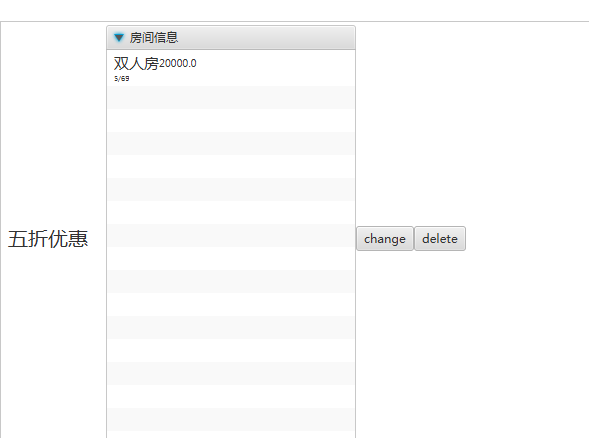 房间信息
双人房20000.0
5/69
五折优惠
change
delete